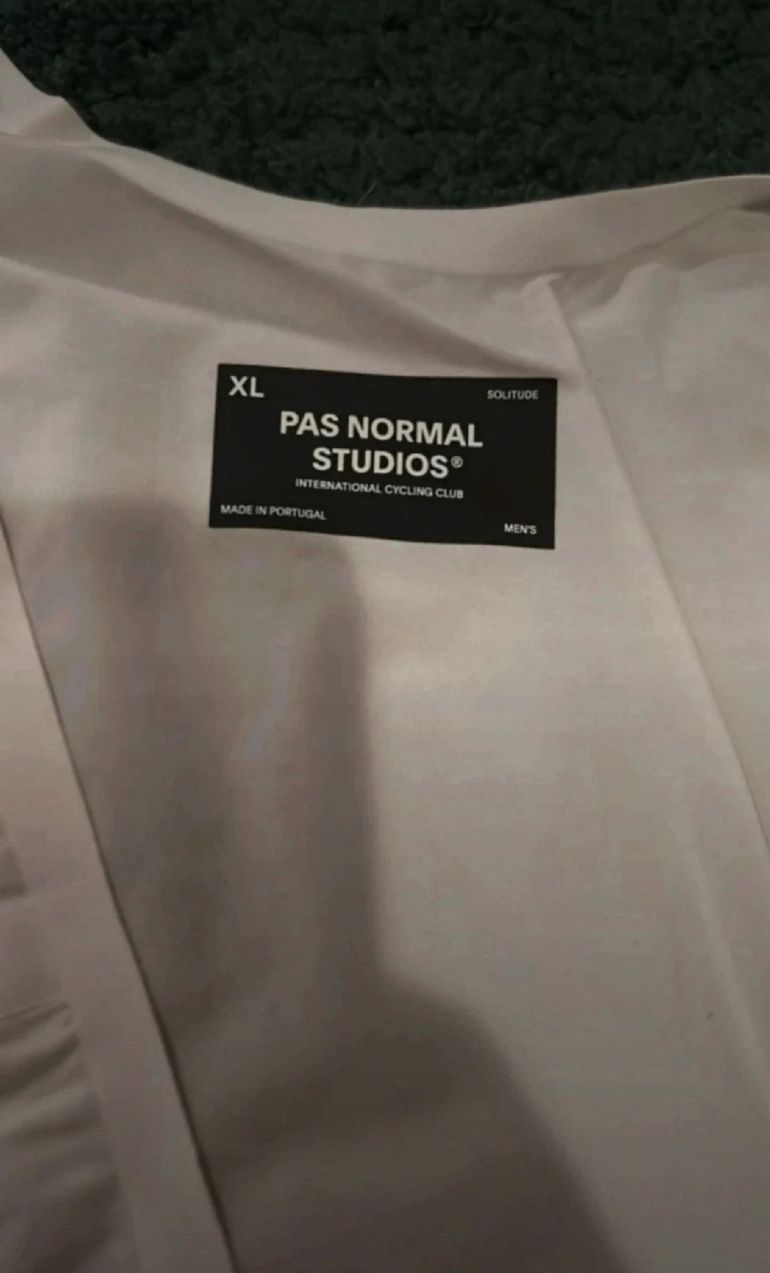 XL
SOLITUDE
PAS NORMAL
STUDIOS®
INTERNATIONAL CYCLING CLUB
MADE IN PORTUGAL
MEN'S